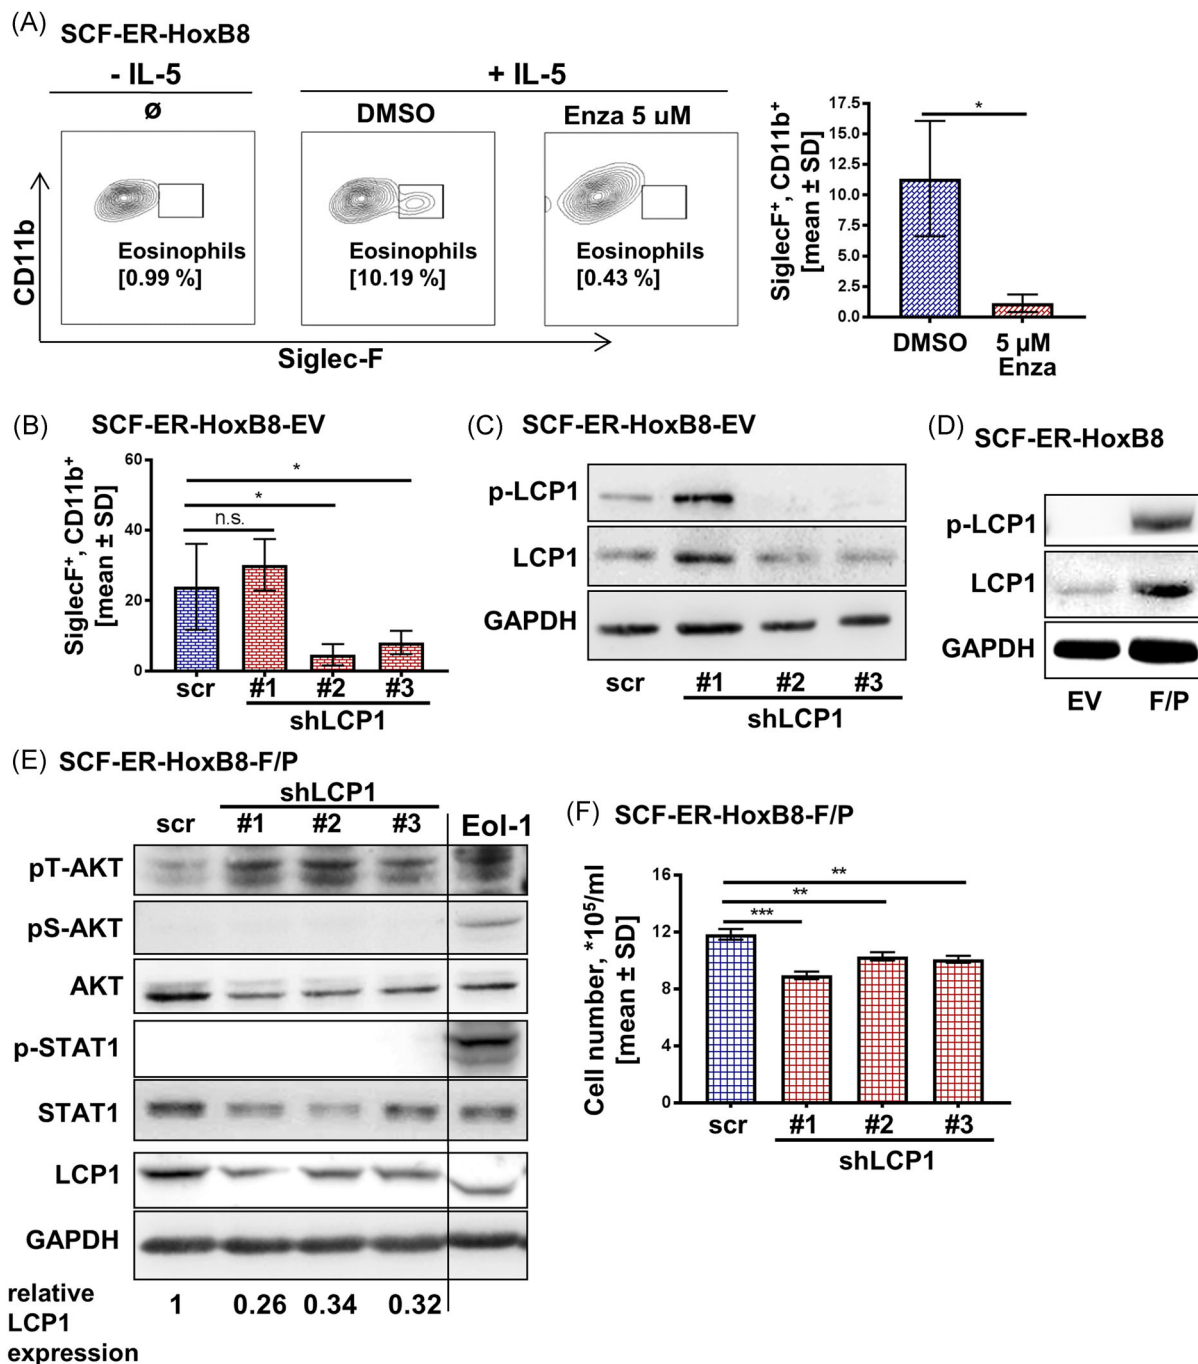 (A) SCF-ER-HoxB8
- IL-5
+ IL-5
Ø
DMSO
Enza 5 µM
CD11b
Eosinophils
[0.99 %]
Eosinophils
[10.19 %]
Eosinophils
[0.43 %]
Siglec-F
SiglecF+, CD11b+
[mean ± SD]
17.5
15.0
12.5
10.0
7.5
5.0
2.5
0.0
*
DMSO
5 µM
Enza
(B) SCF-ER-HoxB8-EV
SiglecF+, CD11b+
[mean ± SD]
60
40
20
0
*
*
n.s.
scr #1 #2 #3
shLCP1
(C) SCF-ER-HoxB8-EV
p-LCP1
LCP1
GAPDH
scr #1 #2 #3
shLCP1
(D) SCF-ER-HoxB8
p-LCP1
LCP1
GAPDH
EV F/P
(E) SCF-ER-HoxB8-F/P
shLCP1
scr #1 #2 #3 Eol-1
pT-AKT
pS-AKT
AKT
p-STAT1
STAT1
LCP1
GAPDH
relative
LCP1
expression
1 0.26 0.34 0.32
(F) SCF-ER-HoxB8-F/P
Cell number, *10⁵/ml
[mean ± SD]
16
12
8
4
0
**
**
***
scr #1 #2 #3
shLCP1